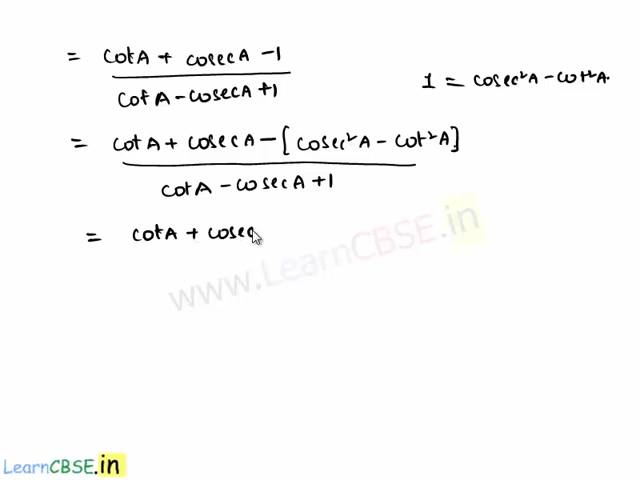 = cotA + cosecA - 1
cotA - cosecA + 1
1 = cosec²A - cot²A.
= cotA + cosecA - [cosec²A - cot²A]
cotA - cosecA + 1
= cotA + cosec
www.LearnCBSE.in
LearnCBSE.in